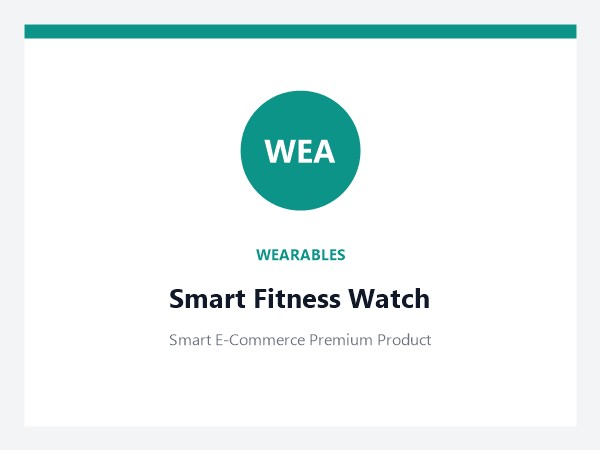 WEA
WEARABLES
Smart Fitness Watch
Smart E-Commerce Premium Product